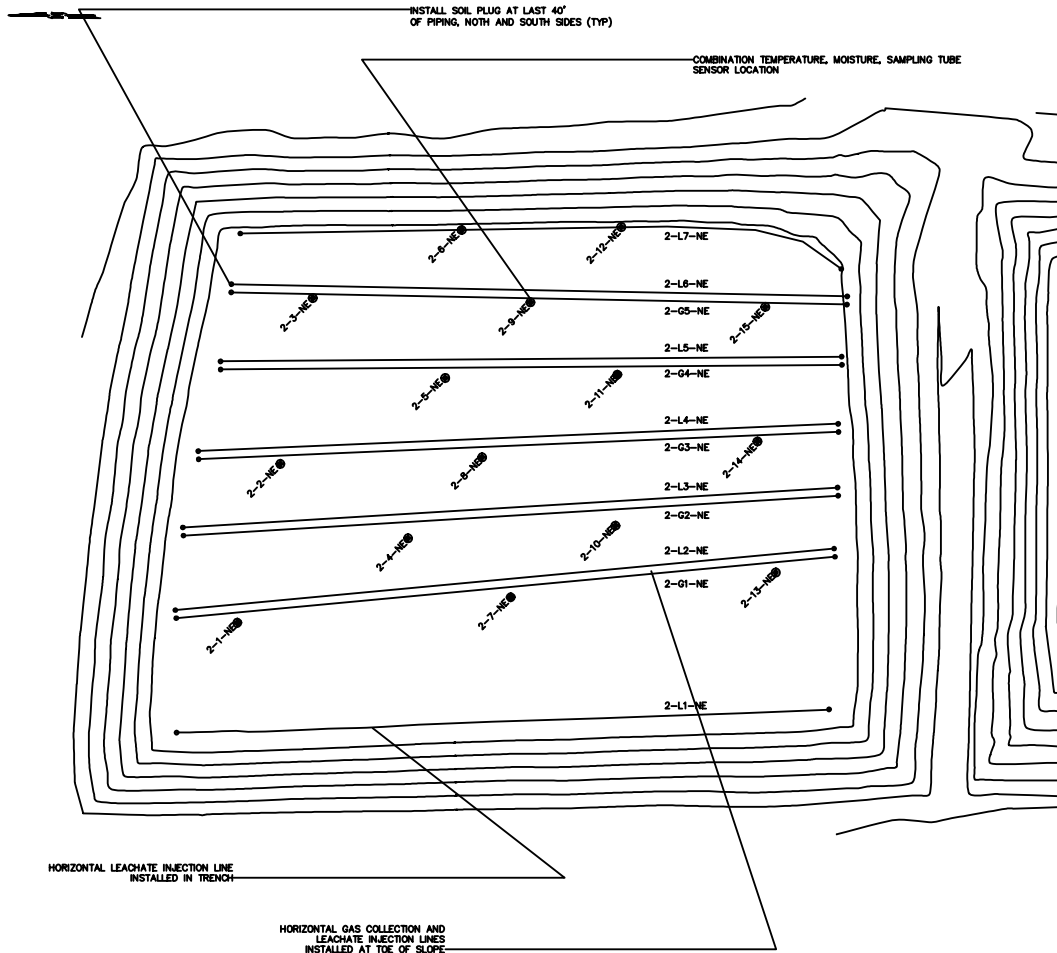 INSTALL SOIL PLUG AT LAST 40'
OF PIPING, NOTH AND SOUTH SIDES (TYP)
COMBINATION TEMPERATURE, MOISTURE, SAMPLING TUBE
SENSOR LOCATION
2-6-NE
2-12-NE
2-L7-NE
2-L6-NE
2-3-NE
2-9-NE
2-G5-NE
2-15-NE
2-L5-NE
2-G4-NE
2-5-NE
2-11-NE
2-L4-NE
2-G3-NE
2-2-NE
2-8-NE
2-14-NE
2-L3-NE
2-G2-NE
2-4-NE
2-10-NE
2-L2-NE
2-G1-NE
2-13-NE
2-7-NE
2-1-NE
2-L1-NE
HORIZONTAL LEACHATE INJECTION LINE
INSTALLED IN TRENCH
HORIZONTAL GAS COLLECTION AND
LEACHATE INJECTION LINES
INSTALLED AT TOE OF SLOPE